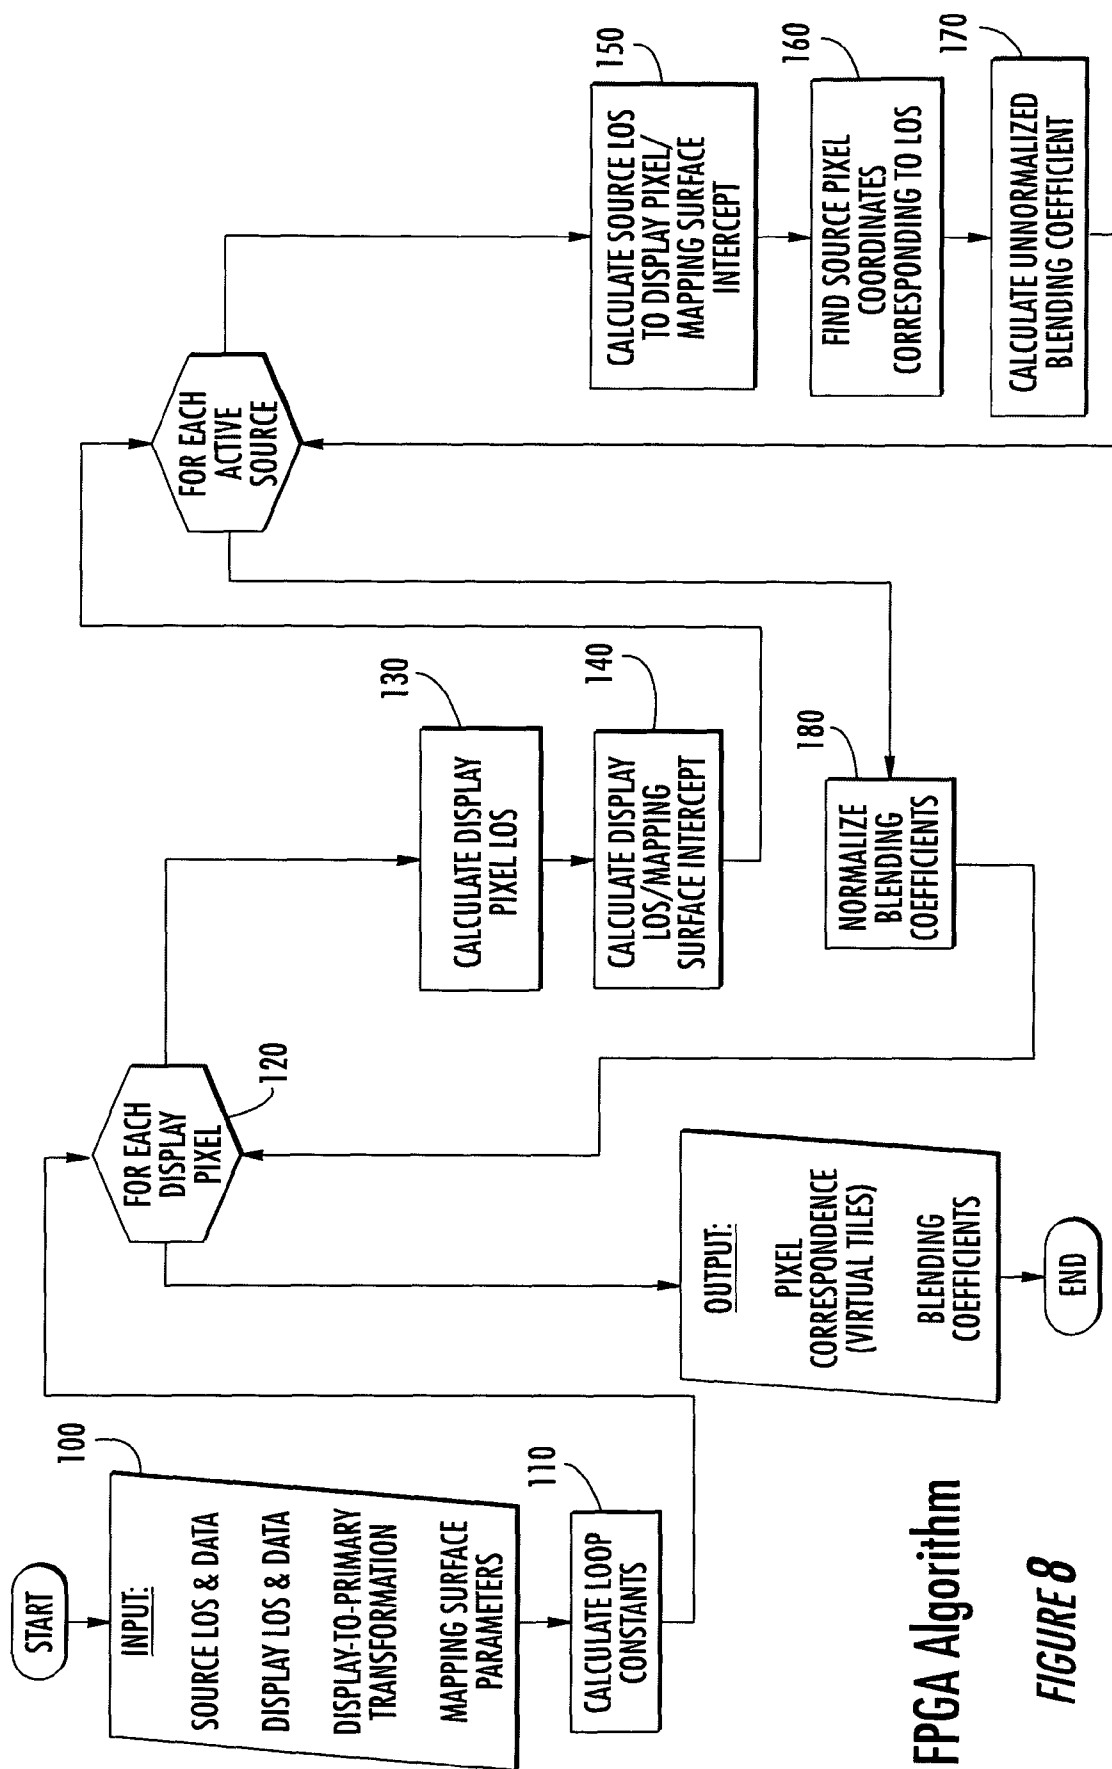 START
100
INPUT:
SOURCE LOS & DATA
DISPLAY LOS & DATA
DISPLAY-TO-PRIMARY
TRANSFORMATION
MAPPING SURFACE
PARAMETERS
110
CALCULATE LOOP
CONSTANTS
FOR EACH
DISPLAY
PIXEL
120
OUTPUT:
PIXEL
CORRESPONDENCE
(VIRTUAL TILES)
BLENDING
COEFFICIENTS
END
130
CALCULATE DISPLAY
PIXEL LOS
140
CALCULATE DISPLAY
LOS/MAPPING
SURFACE INTERCEPT
180
NORMALIZE
BLENDING
COEFFICIENTS
FOR EACH
ACTIVE
SOURCE
150
CALCULATE SOURCE LOS
TO DISPLAY PIXEL/
MAPPING SURFACE
INTERCEPT
160
FIND SOURCE PIXEL
COORDINATES
CORRESPONDING TO LOS
170
CALCULATE UNNORMALIZED
BLENDING COEFFICIENT
FPGA Algorithm
FIGURE 8